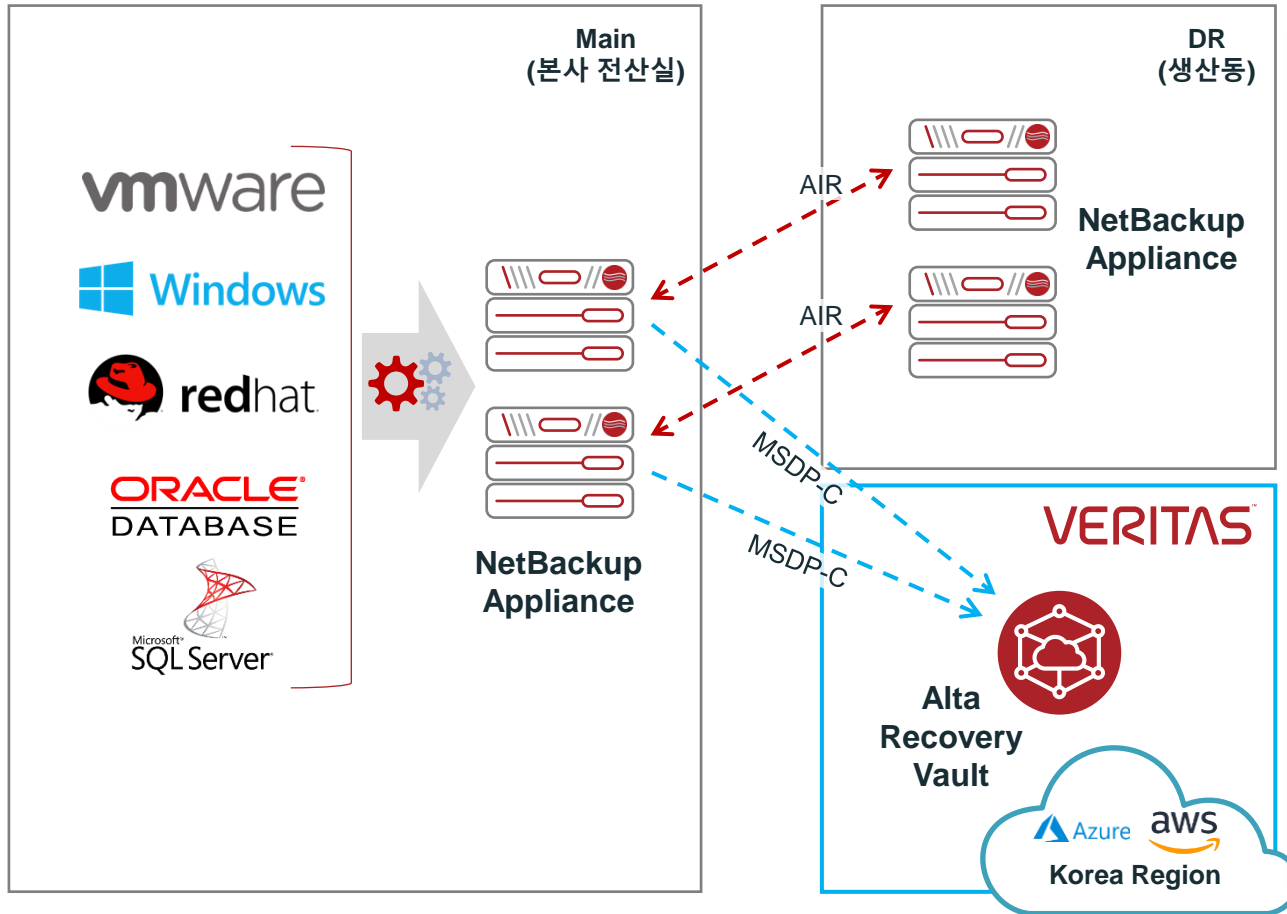 Main
(본사 전산실)
vmware
Windows
redhat.
ORACLE®
DATABASE
Microsoft®
SQL Server®
NetBackup
Appliance
DR
(생산동)
AIR
AIR
NetBackup
Appliance
MSDP-C
MSDP-C
VERITAS™
Alta
Recovery
Vault
Azure
aws
Korea Region